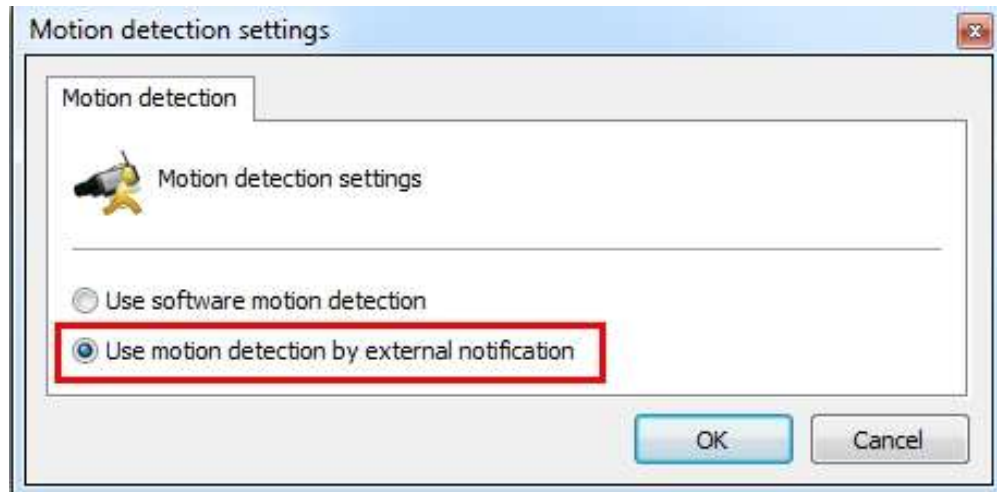 Motion detection settings
Motion detection
Motion detection settings
Use software motion detection
Use motion detection by external notification
OK
Cancel